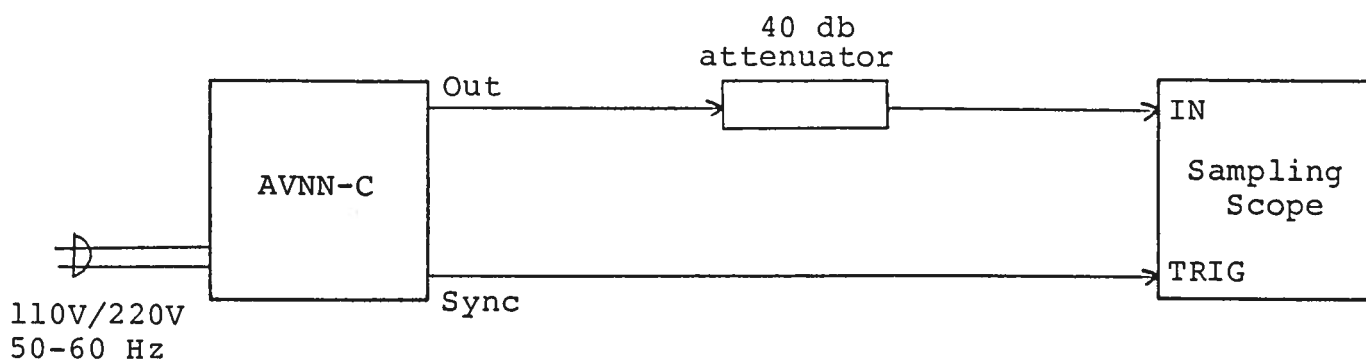 40 db
attenuator
Out
IN
AVNN-C
Sampling
Scope
TRIG
Sync
110V/220V
50-60 Hz